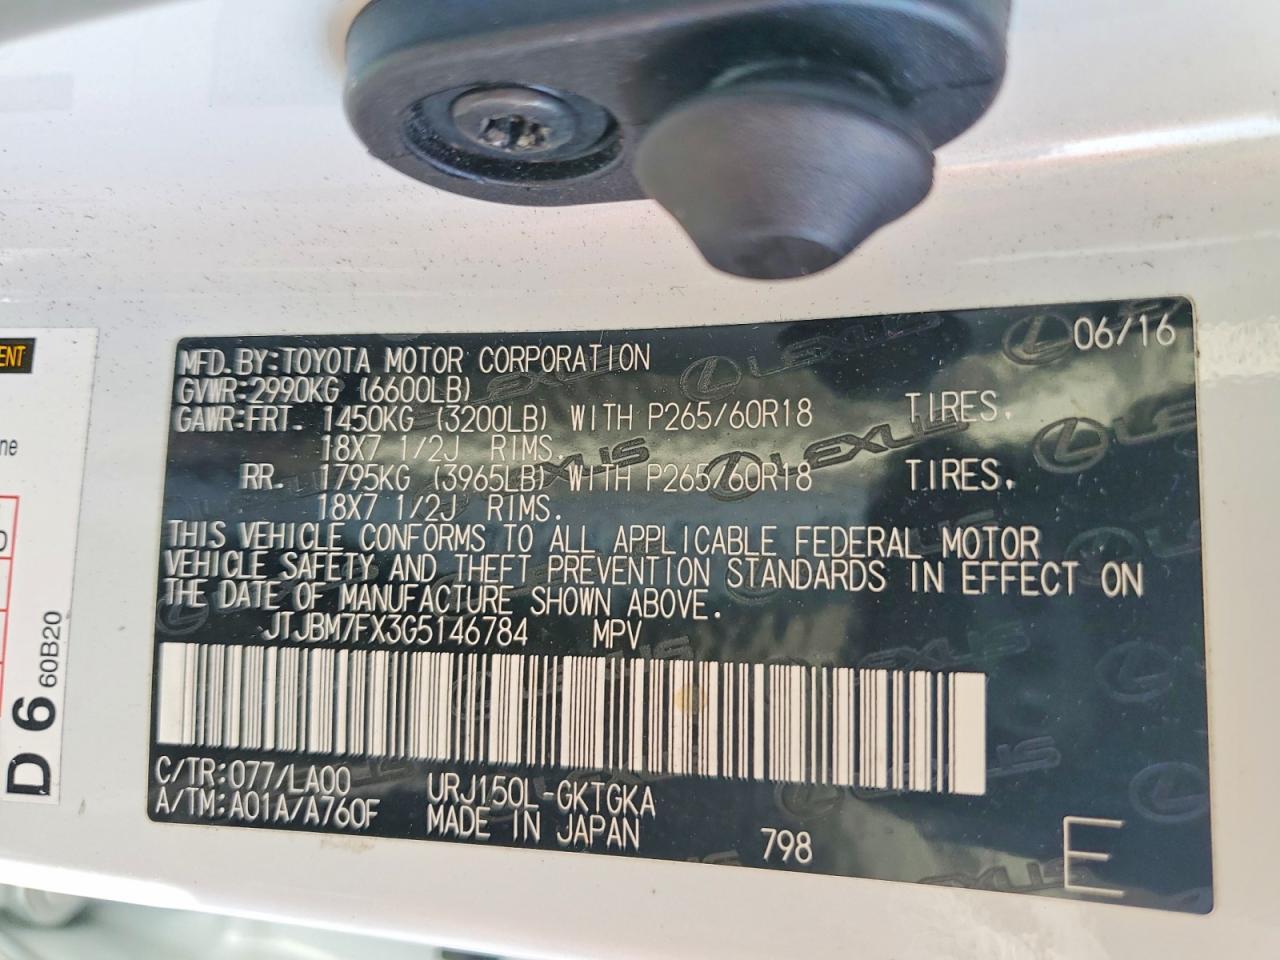 06/16
MFD.BY:TOYOTA MOTOR CORPORATION
GVWR:2990KG (6600LB)
GAWR:FRT. 1450KG (3200LB) WITH P265/60R18 TIRES,
18X7 1/2J RIMS.
RR. 1795KG (3965LB) WITH P265/60R18 TIRES,
18X7 1/2J RIMS.
THIS VEHICLE CONFORMS TO ALL APPLICABLE FEDERAL MOTOR
VEHICLE SAFETY AND THEFT PREVENTION STANDARDS IN EFFECT ON
THE DATE OF MANUFACTURE SHOWN ABOVE.
JTJBM7FX3G5146784 MPV
C/TR:077/LA00 URJ150L-GKTGKA
A/TM:A01A/A760F MADE IN JAPAN 798 E
LEXUS
LEXUS
D 6 60B20